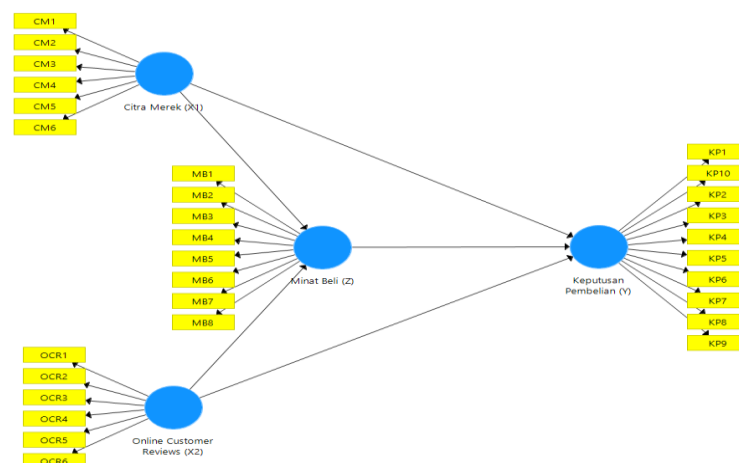 CM1
CM2
CM3
CM4
CM5
CM6
Citra Merek (X1)
MB1
MB2
MB3
MB4
MB5
MB6
MB7
MB8
Minat Beli (Z)
KP1
KP10
KP2
KP3
KP4
KP5
KP6
KP7
KP8
KP9
Keputusan
Pembelian (Y)
OCR1
OCR2
OCR3
OCR4
OCR5
OCR6
Online Customer
Reviews (X2)